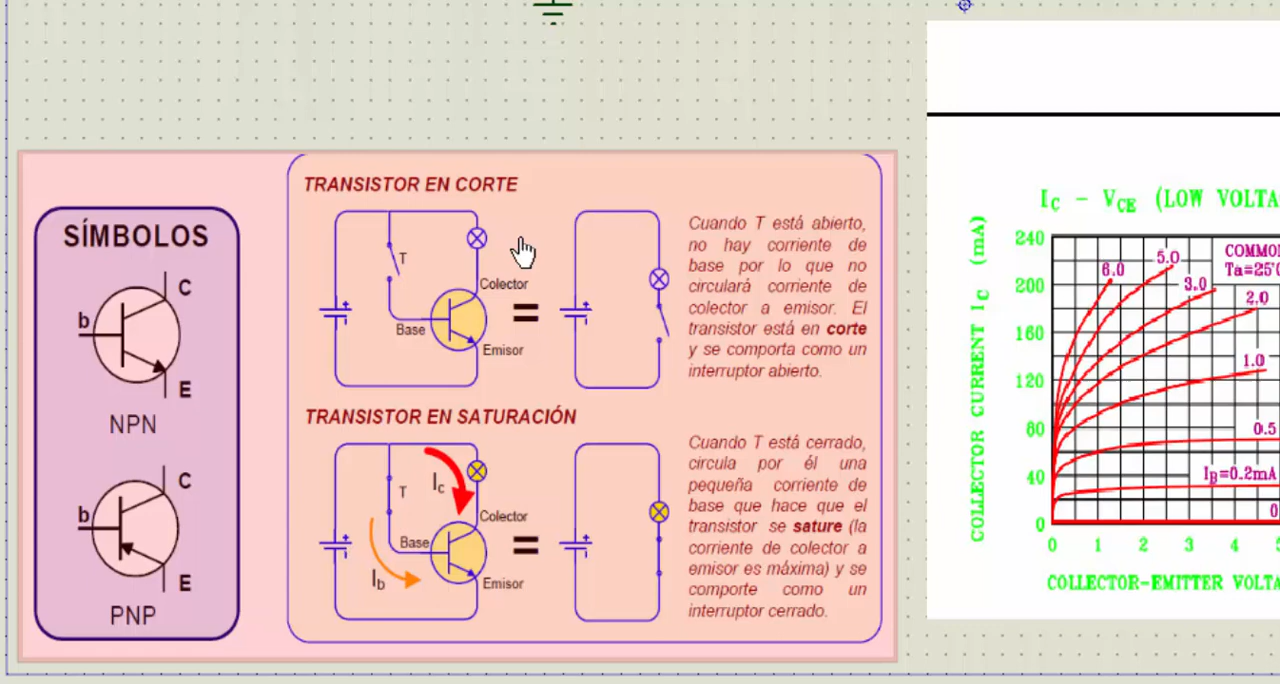 SÍMBOLOS
C
b
E
NPN
C
b
E
PNP
TRANSISTOR EN CORTE
T
Colector
Base
Emisor
=
Cuando T está abierto,
no hay corriente de
base por lo que no
circulará corriente de
colector a emisor. El
transistor está en corte
y se comporta como un
interruptor abierto.
TRANSISTOR EN SATURACIÓN
Ic
T
Colector
Base
Ib
Emisor
=
Cuando T está cerrado,
circula por él una
pequeña corriente de
base que hace que el
transistor se sature (la
corriente de colector a
emisor es máxima) y se
comporte como un
interruptor cerrado.
IC - VCE (LOW VOLTA
COLLECTOR CURRENT IC (mA)
240
200
160
120
80
40
0
COMMO
Ta=25°
6.0
5.0
3.0
2.0
1.0
0.5
IB=0.2mA
0
0 1 2 3 4 5
COLLECTOR-EMITTER VOLTA